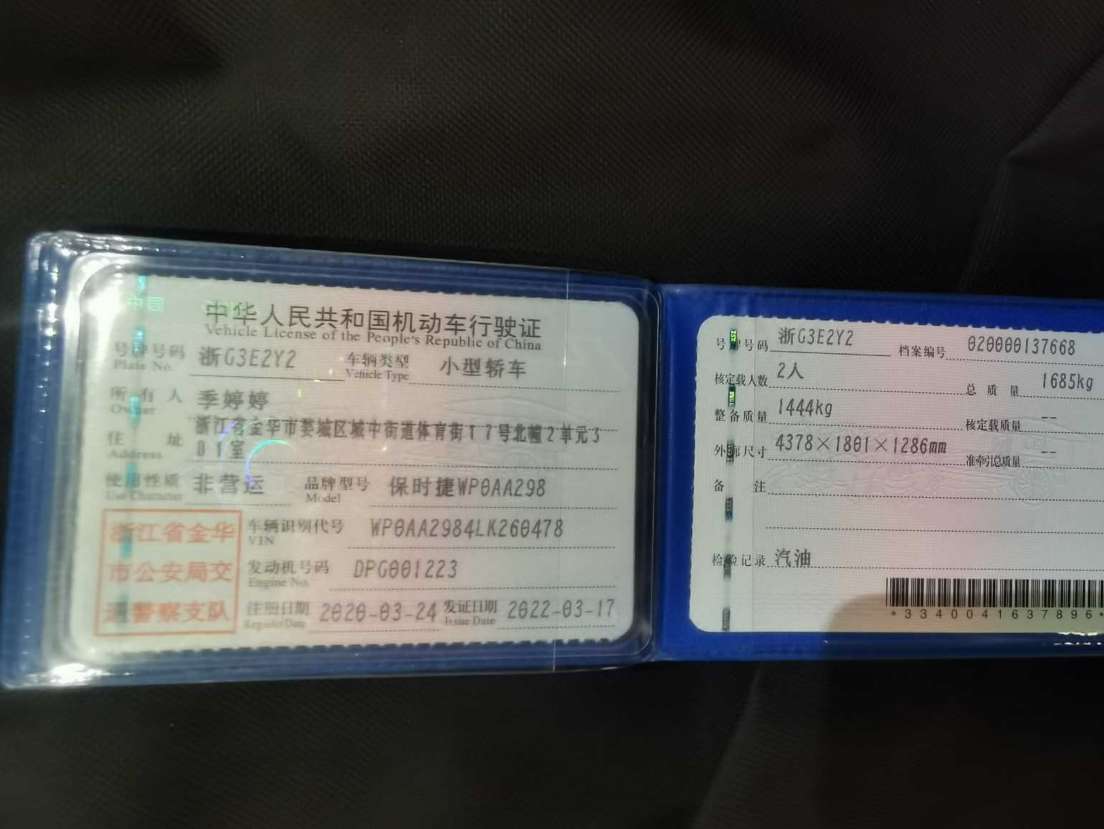 中华人民共和国机动车行驶证
Vehicle License of the People's Republic of China
号牌号码 浙G3E2Y2 车辆类型 小型轿车
Plate No. Vehicle Type
所有人 季婷婷
Owner
住址 浙江省金华市婺城区城中街道体育街17号北幢2单元3
Address 01室
使用性质 非营运 品牌型号 保时捷WP0AA298
Use Character Model
浙江省金华 车辆识别代号 WP0AA2984LK260478
VIN
市公安局交 发动机号码 DPG001223
Engine No.
通警察支队 注册日期 2020-03-24 发证日期 2022-03-17
Register Date Issue Date
号牌号码 浙G3E2Y2 档案编号 020000137668
核定载人数 2人 总质量 1685kg
整备质量 1444kg 核定载质量 --
外廓尺寸 4378×1801×1286mm 准牵引总质量 --
备注
检验记录 汽油
*3340041637896*